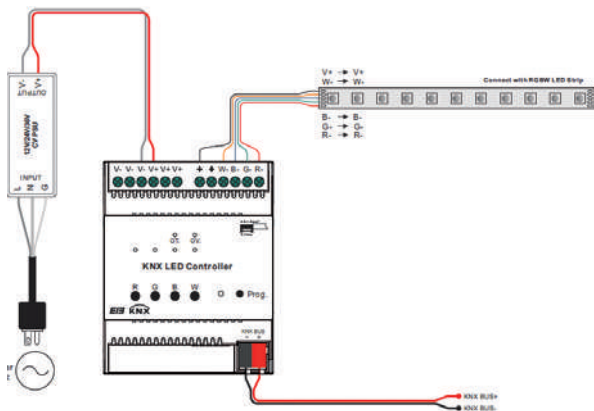 V- V+
OUTPUT
12V/24V/36V
CV PSU
INPUT
L N G
V+ → V+
W- → W-
Connect with RGBW LED Strip
B- → B-
G- → G-
R- → R-
V- V- V- V+ V+ V+ + + W- B- G- R-
KNX LED Controller
R G B W
Prog.
EIB KNX
KNX BUS
- +
KNX BUS+
KNX BUS-